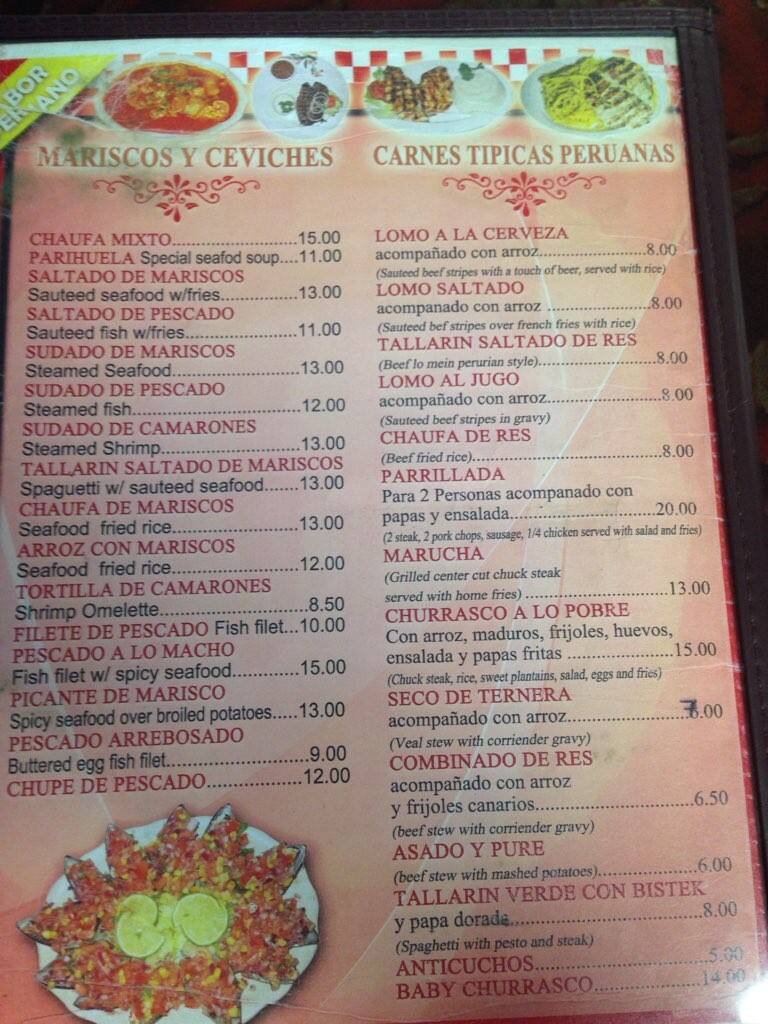 MARISCOS Y CEVICHES
CHAUFA MIXTO............................15.00
PARIHUELA Special seafod soup....11.00
SALTADO DE MARISCOS
Sauteed seafood w/fries.................13.00
SALTADO DE PESCADO
Sauteed fish w/fries........................11.00
SUDADO DE MARISCOS
Steamed Seafood............................13.00
SUDADO DE PESCADO
Steamed fish....................................12.00
SUDADO DE CAMARONES
Steamed Shrimp..............................13.00
TALLARIN SALTADO DE MARISCOS
Spaguetti w/ sauteed seafood.......13.00
CHAUFA DE MARISCOS
Seafood fried rice...........................13.00
ARROZ CON MARISCOS
Seafood fried rice...........................12.00
TORTILLA DE CAMARONES
Shrimp Omelette..............................8.50
FILETE DE PESCADO Fish filet...10.00
PESCADO A LO MACHO
Fish filet w/ spicy seafood..............15.00
PICANTE DE MARISCO
Spicy seafood over broiled potatoes.....13.00
PESCADO ARREBOSADO
Buttered egg fish filet.......................9.00
CHUPE DE PESCADO...................12.00
CARNES TIPICAS PERUANAS
LOMO A LA CERVEZA
acompañado con arroz.......................8.00
(Sauteed beef stripes with a touch of beer, served with rice)
LOMO SALTADO
acompanado con arroz ......................8.00
(Sauteed bef stripes over french fries with rice)
TALLARIN SALTADO DE RES
(Beef lo mein perurian style).........................8.00
LOMO AL JUGO
acompañado con arroz.......................8.00
(Sauteed beef stripes in gravy)
CHAUFA DE RES
(Beef fried rice)..........................................8.00
PARRILLADA
Para 2 Personas acompanado con
papas y ensalada..............................20.00
(2 steak, 2 pork chops, sausage, 1/4 chicken served with salad and fries)
MARUCHA
(Grilled center cut chuck steak
served with home fries) ..............................13.00
CHURRASCO A LO POBRE
Con arroz, maduros, frijoles, huevos,
ensalada y papas fritas .....................15.00
(Chuck steak, rice, sweet plantains, salad, eggs and fries)
SECO DE TERNERA
acompañado con arroz.......................7.00
(Veal stew with corriender gravy)
COMBINADO DE RES
acompañado con arroz
y frijoles canarios..............................6.50
(beef stew with corriender gravy)
ASADO Y PURE
(beef stew with mashed potatoes)....................6.00
TALLARIN VERDE CON BISTEK
y papa dorada....................................8.00
(Spaghetti with pesto and steak)
ANTICUCHOS..............................5.00
BABY CHURRASCO...................14.00